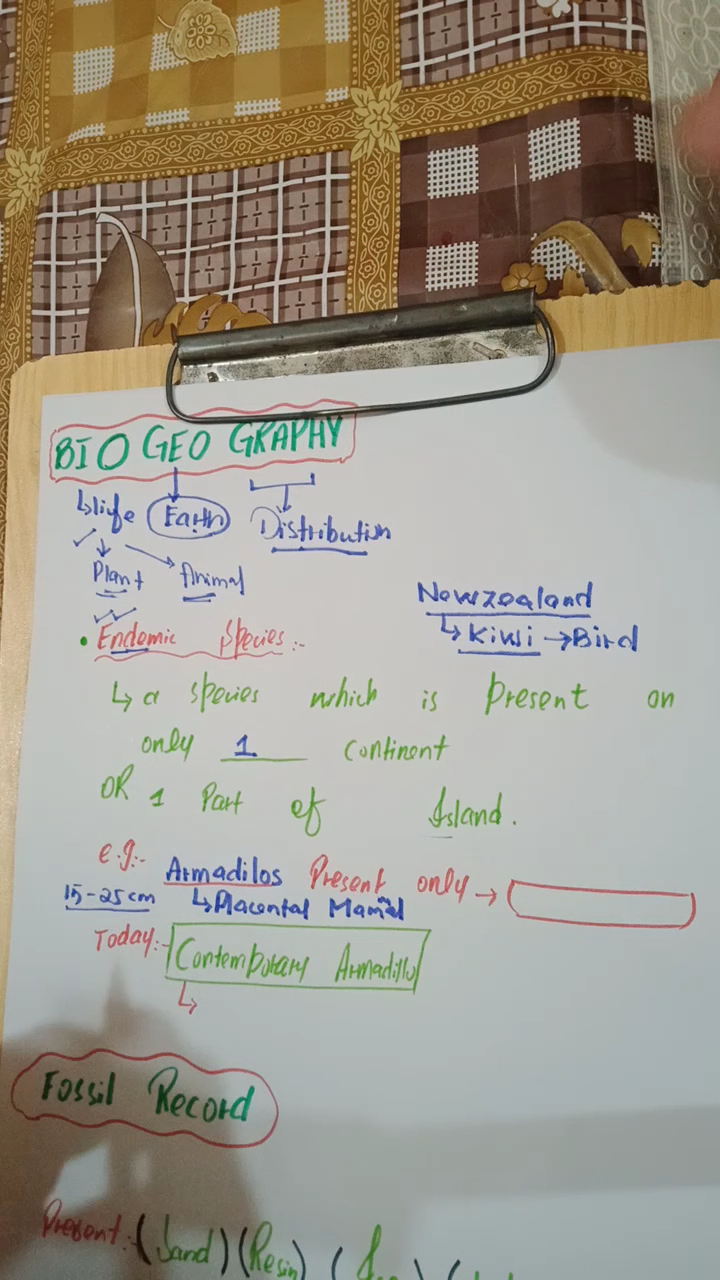 BIO GEO GRAPHY
↳life Earth Distribution
Plant Animal
Newzealand
↳ Kiwi → Bird
• Endemic Species:-
↳ a species which is Present on
only 1 continent
OR 1 Part of Island.
e.g:- Armadilos Present only →
15-25cm ↳Placental Mamal
Today:- Contemporary Armadillo
↳
Fossil Record
Present:- (Sand) (Resin) (